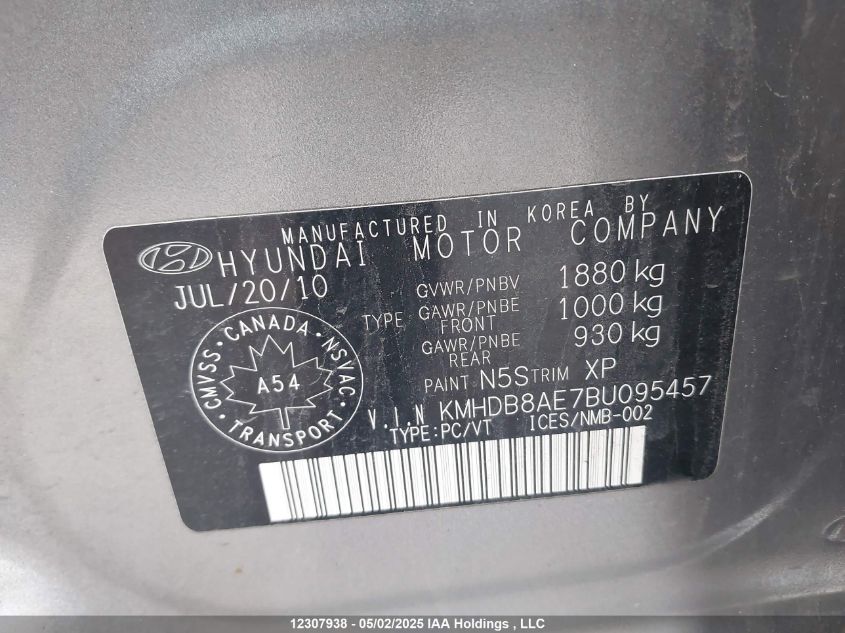 MANUFACTURED IN KOREA BY
HYUNDAI MOTOR COMPANY
JUL/20/10
GVWR/PNBV 1880 kg
TYPE GAWR/PNBE FRONT 1000 kg
GAWR/PNBE REAR 930 kg
PAINT N5S TRIM XP
V.I.N KMHDB8AE7BU095457
TYPE:PC/VT ICES/NMB-002
CMVSS · CANADA · NSVAC
A54
· TRANSPORT ·
12307938 - 05/02/2025 IAA Holdings , LLC